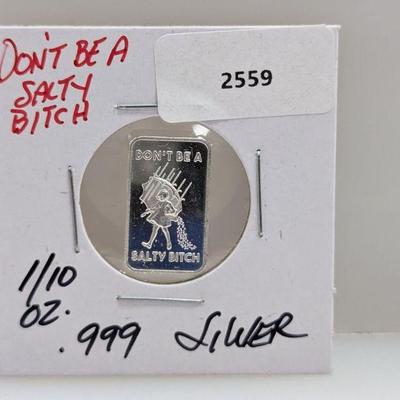 DON'T BE A
SALTY
BITCH
2559
DON'T BE A
SALTY BITCH
1/10
OZ.
.999 SILVER